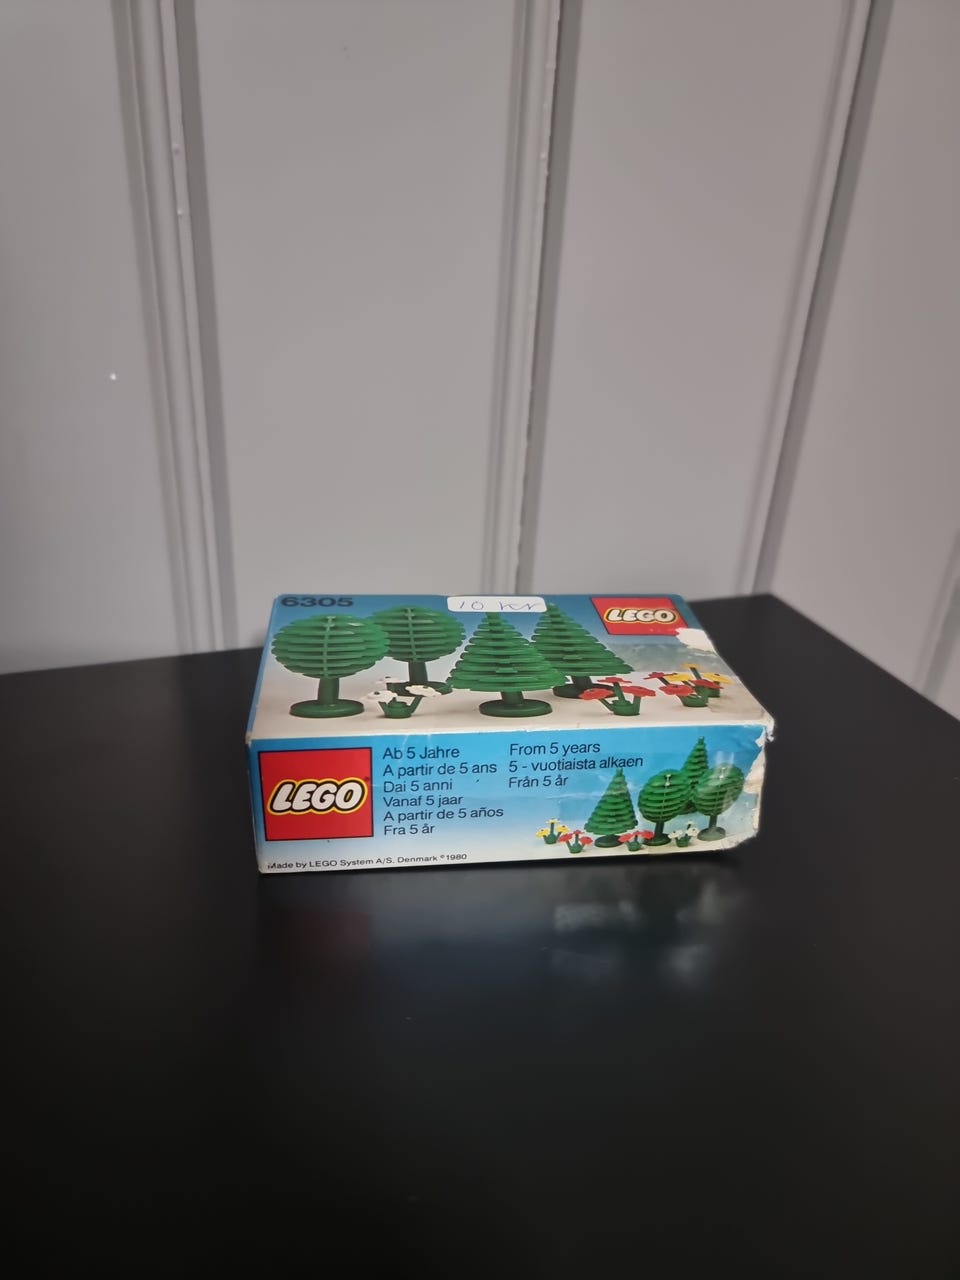 6305
10 kr
LEGO
LEGO
Ab 5 Jahre
A partir de 5 ans
Dai 5 anni
Vanaf 5 jaar
A partir de 5 años
Fra 5 år
From 5 years
5 - vuotiaista alkaen
Från 5 år
Made by LEGO System A/S. Denmark © 1980